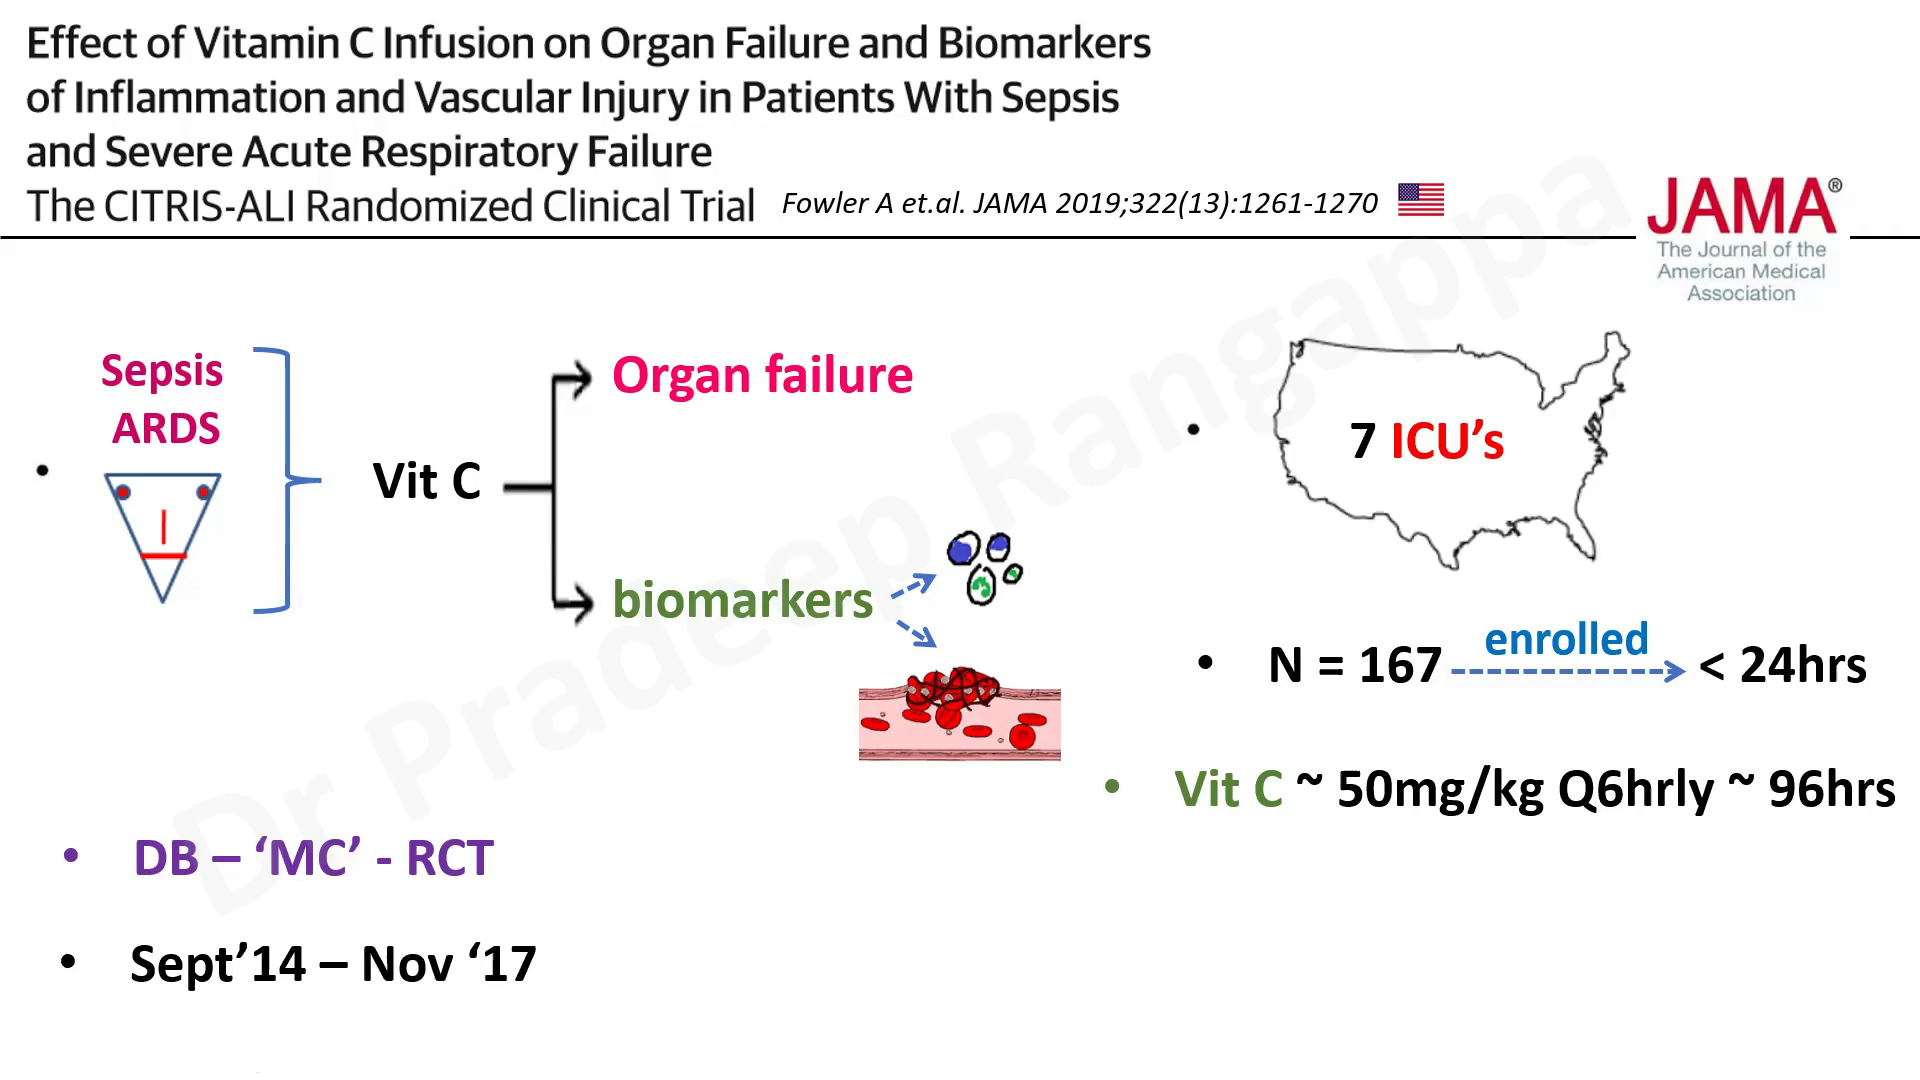 Effect of Vitamin C Infusion on Organ Failure and Biomarkers
of Inflammation and Vascular Injury in Patients With Sepsis
and Severe Acute Respiratory Failure
The CITRIS-ALI Randomized Clinical Trial
Fowler A et.al. JAMA 2019;322(13):1261-1270
JAMA®
The Journal of the
American Medical
Association
Sepsis
ARDS
Vit C
Organ failure
biomarkers
• DB – ‘MC’ - RCT
• Sept’14 – Nov ‘17
• 7 ICU’s
• N = 167 enrolled < 24hrs
• Vit C ~ 50mg/kg Q6hrly ~ 96hrs
Dr Pradeep Rangappa